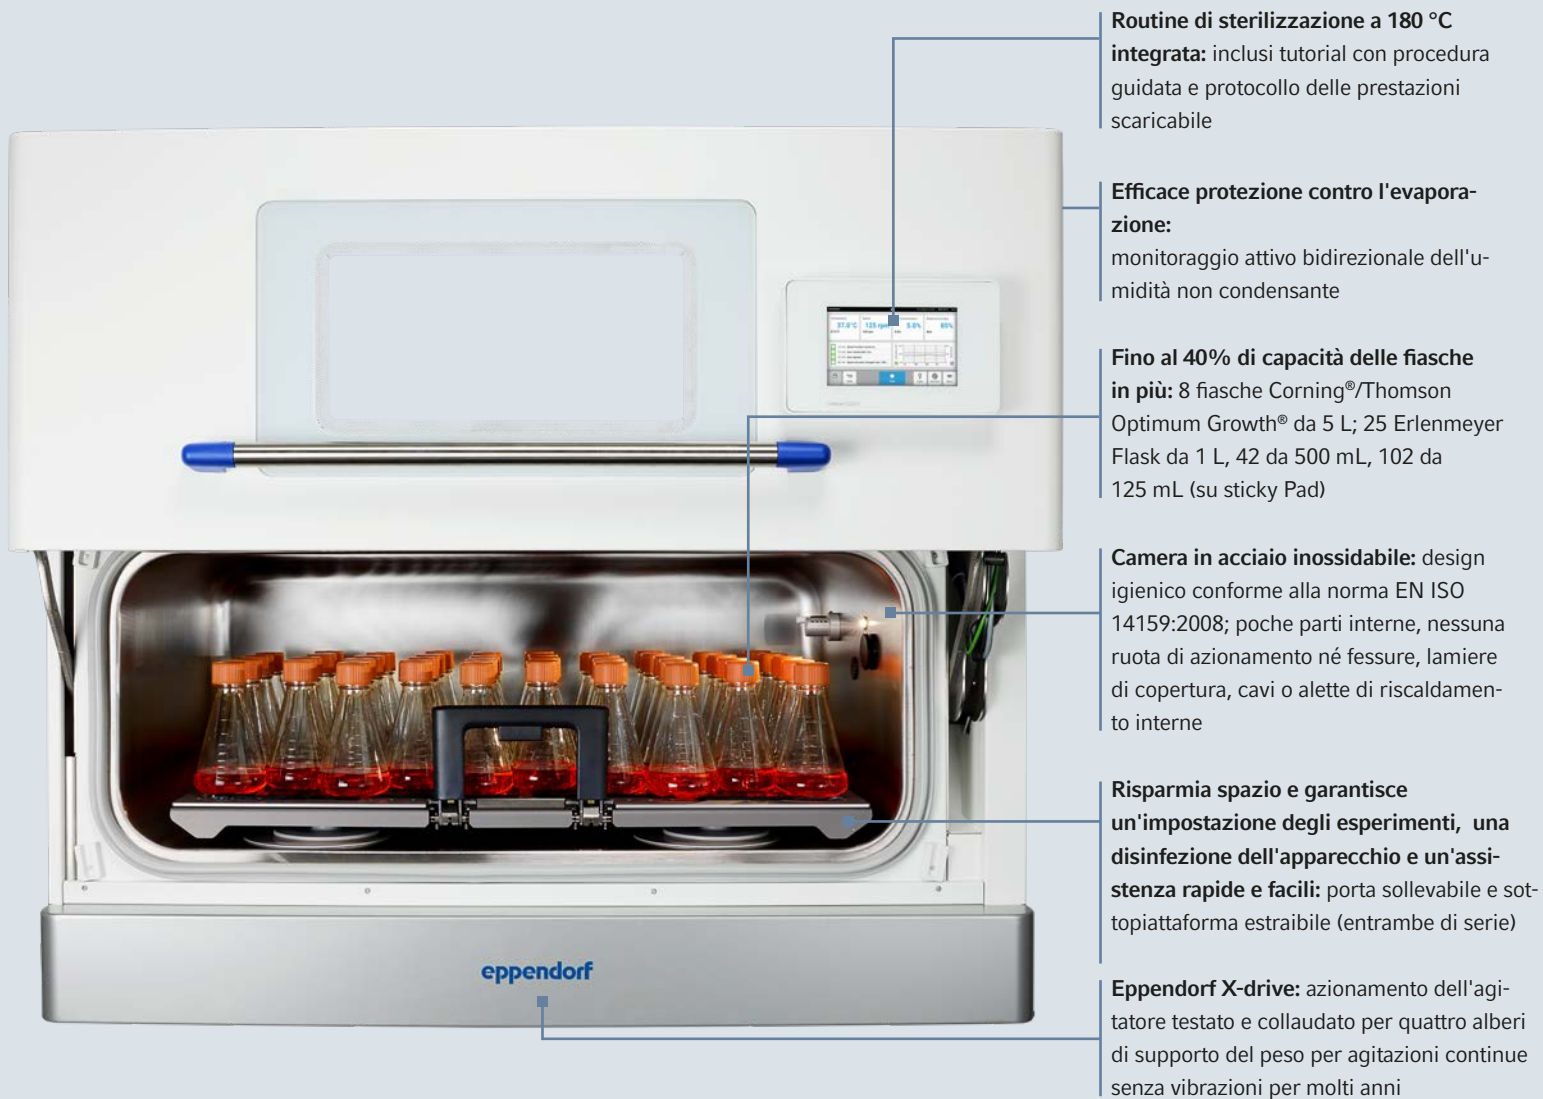 Routine di sterilizzazione a 180 °C
integrata: inclusi tutorial con procedura
guidata e protocollo delle prestazioni
scaricabile
Efficace protezione contro l'evapora-
zione:
monitoraggio attivo bidirezionale dell'u-
midità non condensante
37.0°C 125 rpm 5.0% 85%
Fino al 40% di capacità delle fiasche
in più: 8 fiasche Corning®/Thomson
Optimum Growth® da 5 L; 25 Erlenmeyer
Flask da 1 L, 42 da 500 mL, 102 da
125 mL (su sticky Pad)
Camera in acciaio inossidabile: design
igienico conforme alla norma EN ISO
14159:2008; poche parti interne, nessuna
ruota di azionamento né fessure, lamiere
di copertura, cavi o alette di riscaldamen-
to interne
Risparmia spazio e garantisce
un'impostazione degli esperimenti, una
disinfezione dell'apparecchio e un'assi-
stenza rapide e facili: porta sollevabile e sot-
topiattaforma estraibile (entrambe di serie)
eppendorf
Eppendorf X-drive: azionamento dell'agi-
tatore testato e collaudato per quattro alberi
di supporto del peso per agitazioni continue
senza vibrazioni per molti anni